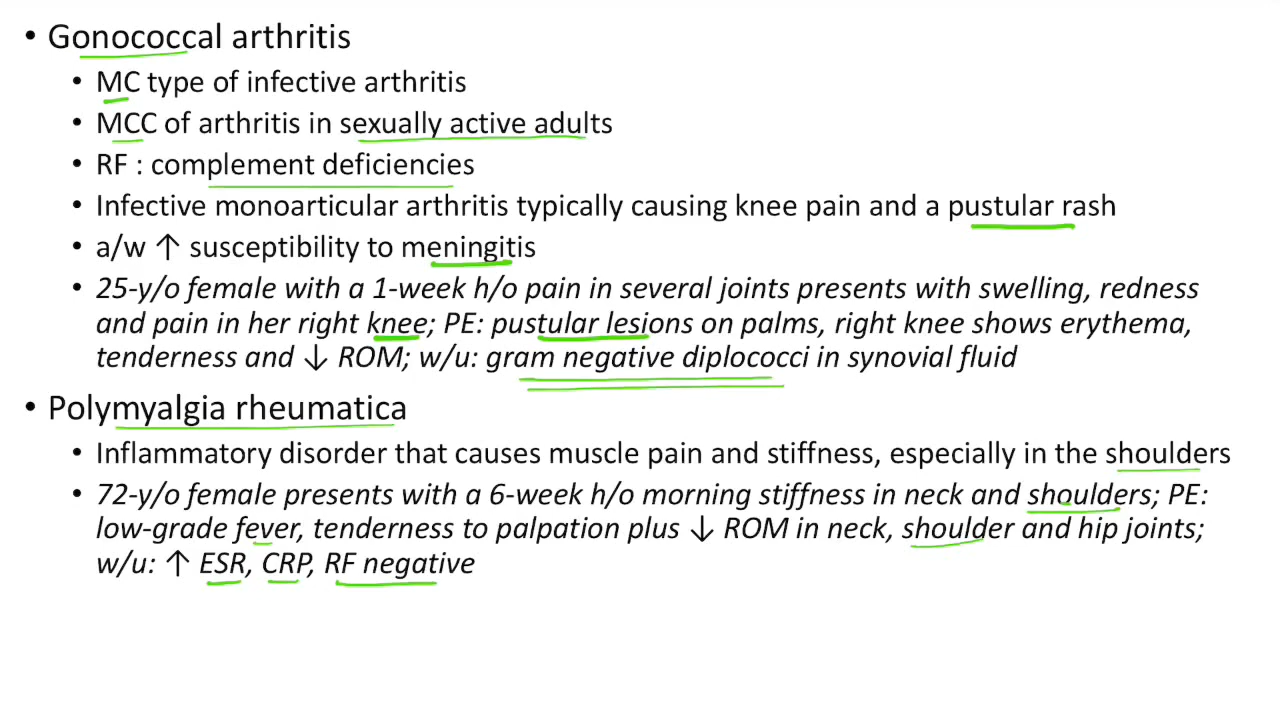 • Gonococcal arthritis
• MC type of infective arthritis
• MCC of arthritis in sexually active adults
• RF : complement deficiencies
• Infective monoarticular arthritis typically causing knee pain and a pustular rash
• a/w ↑ susceptibility to meningitis
• 25-y/o female with a 1-week h/o pain in several joints presents with swelling, redness
and pain in her right knee; PE: pustular lesions on palms, right knee shows erythema,
tenderness and ↓ ROM; w/u: gram negative diplococci in synovial fluid
• Polymyalgia rheumatica
• Inflammatory disorder that causes muscle pain and stiffness, especially in the shoulders
• 72-y/o female presents with a 6-week h/o morning stiffness in neck and shoulders; PE:
low-grade fever, tenderness to palpation plus ↓ ROM in neck, shoulder and hip joints;
w/u: ↑ ESR, CRP, RF negative